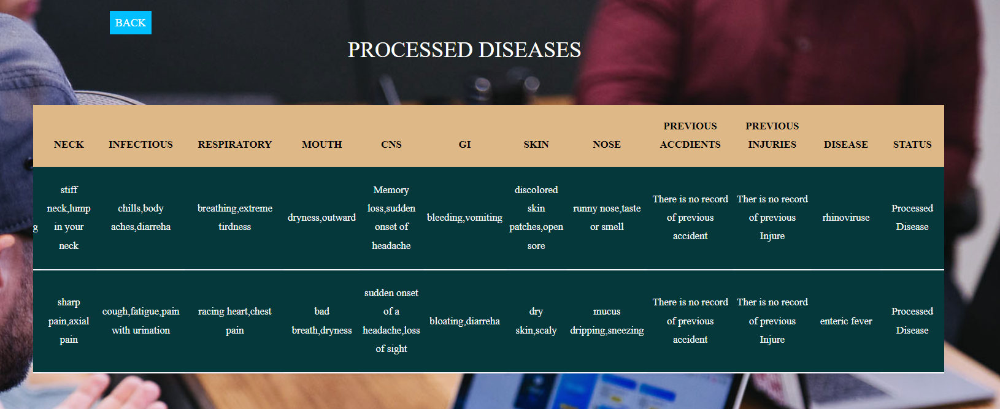 BACK
PROCESSED DISEASES
NECK INFECTIOUS RESPIRATORY MOUTH CNS GI SKIN NOSE PREVIOUS ACCDIENTS PREVIOUS INJURIES DISEASE STATUS
g
stiff
neck,lump
in your
neck
chills,body
aches,diarreha
breathing,extreme
tirdness
dryness,outward
Memory
loss,sudden
onset of
headache
bleeding,vomiting
discolored
skin
patches,open
sore
runny nose,taste
or smell
There is no record
of previous
accident
Ther is no record
of previous
Injure
rhinoviruse
Processed
Disease
sharp
pain,axial
pain
cough,fatigue,pain
with urination
racing heart,chest
pain
bad
breath,dryness
sudden onset
of a
headache,loss
of sight
bloating,diarreha
dry
skin,scaly
mucus
dripping,sneezing
There is no record
of previous
accident
Ther is no record
of previous
Injure
enteric fever
Processed
Disease